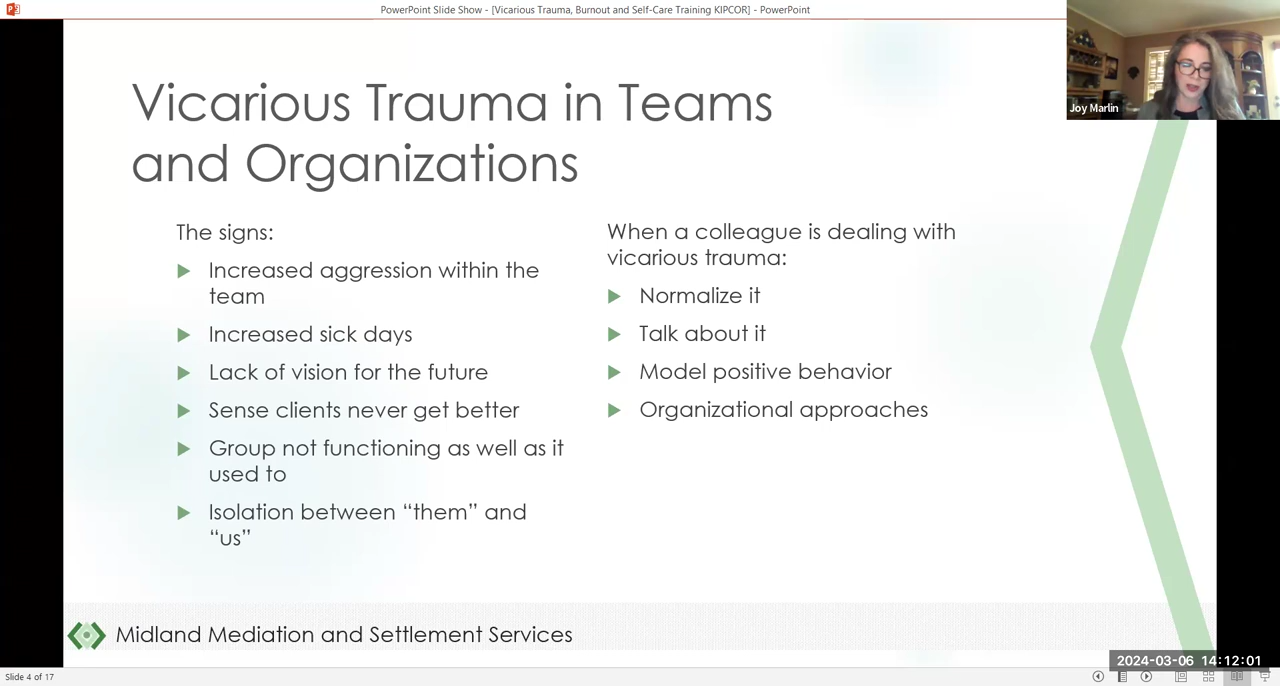 PowerPoint Slide Show - [Vicarious Trauma, Burnout and Self-Care Training KIPCOR] - PowerPoint
Joy Marlin
Vicarious Trauma in Teams
and Organizations
The signs:
Increased aggression within the
team
Increased sick days
Lack of vision for the future
Sense clients never get better
Group not functioning as well as it
used to
Isolation between “them” and
“us”
When a colleague is dealing with
vicarious trauma:
Normalize it
Talk about it
Model positive behavior
Organizational approaches
Midland Mediation and Settlement Services
2024-03-06 14:12:01
Slide 4 of 17